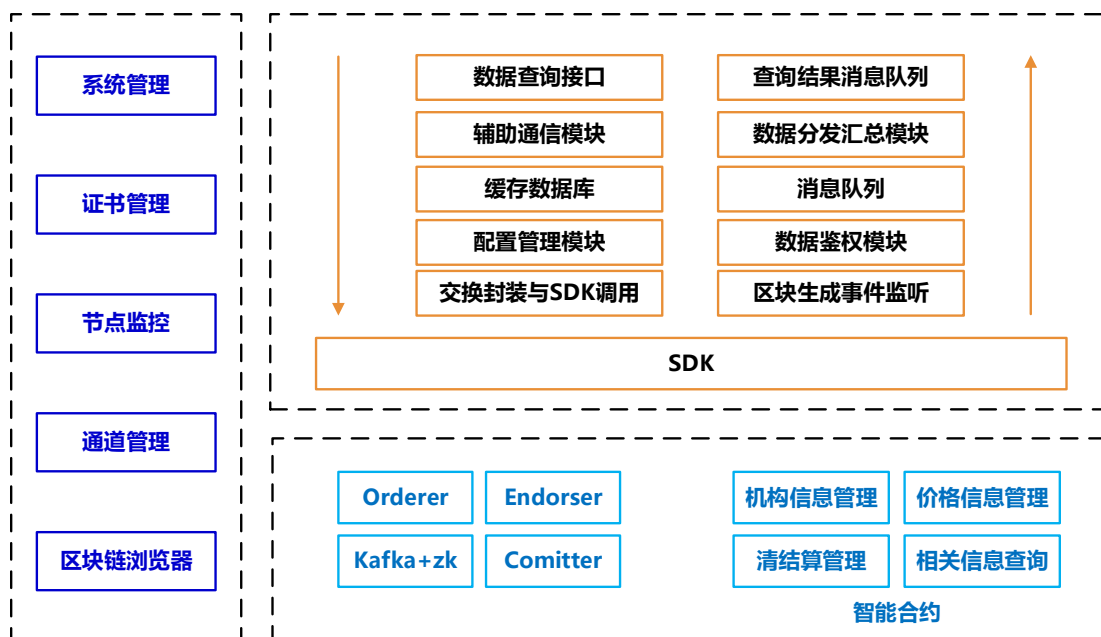 系统管理
证书管理
节点监控
通道管理
区块链浏览器
数据查询接口
查询结果消息队列
辅助通信模块
数据分发汇总模块
缓存数据库
消息队列
配置管理模块
数据鉴权模块
交换封装与SDK调用
区块生成事件监听
SDK
Orderer
Endorser
机构信息管理
价格信息管理
Kafka+zk
Comitter
清结算管理
相关信息查询
智能合约